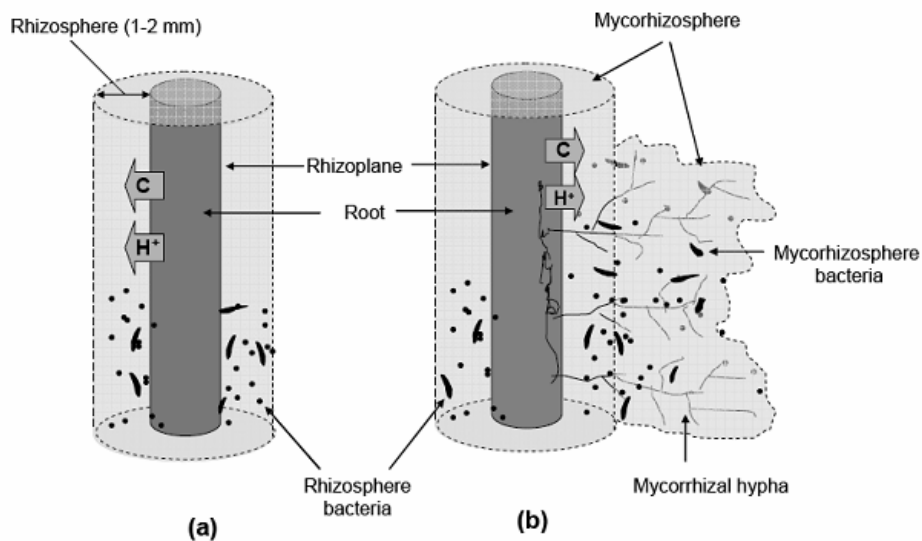 Rhizosphere (1-2 mm)
Mycorhizosphere
C
H+
Rhizoplane
Root
C
H+
Mycorhizosphere
bacteria
Rhizosphere
bacteria
Mycorrhizal hypha
(a)
(b)